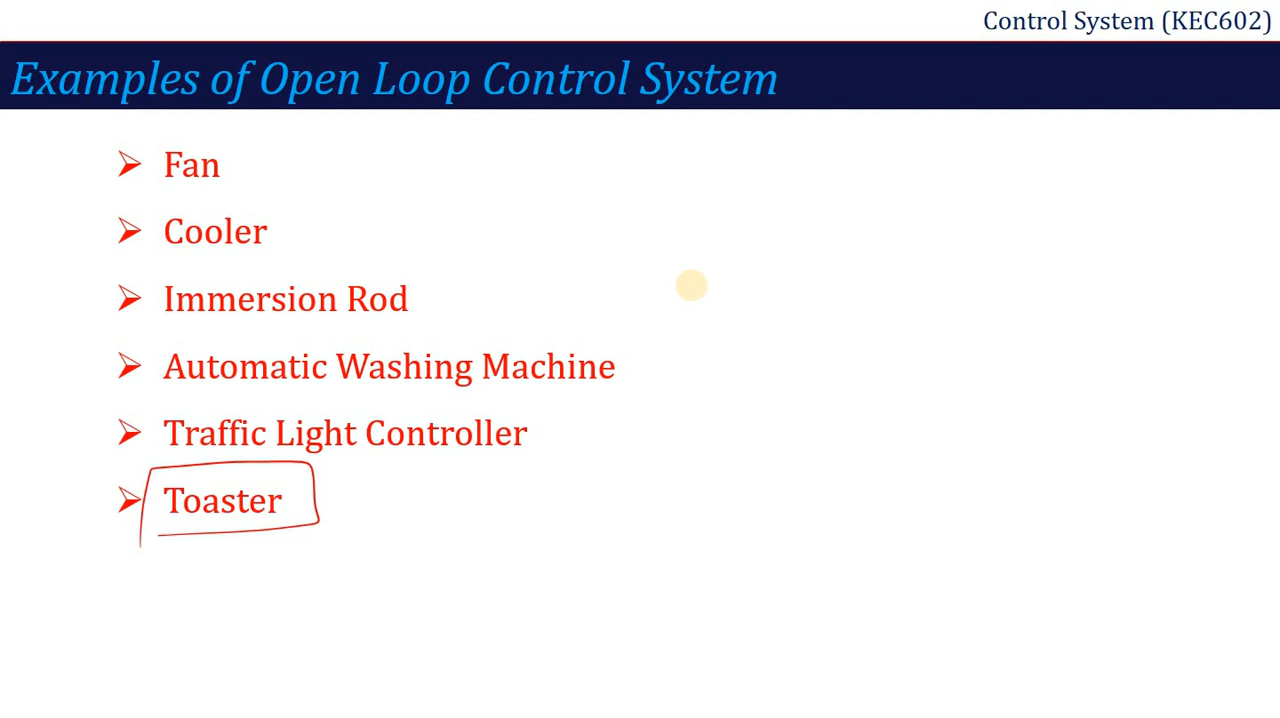 Control System (KEC602)
Examples of Open Loop Control System
Fan
Cooler
Immersion Rod
Automatic Washing Machine
Traffic Light Controller
Toaster